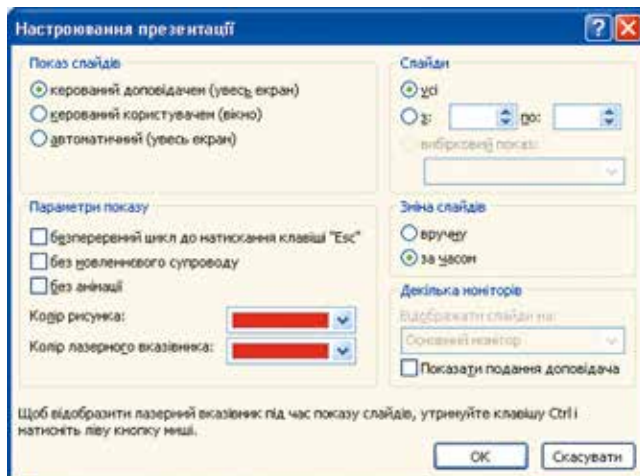 Настроювання презентації
Показ слайдів
керований доповідачем (увесь екран)
керований користувачем (вікно)
автоматичний (увесь екран)
Слайди
усі
з: по:
вибірковий показ:
Параметри показу
безперервний цикл до натискання клавіші "Esc"
без мовленнєвого супроводу
без анімації
Колір рисунка:
Колір лазерного вказівника:
Зміна слайдів
вручну
за часом
Декілька моніторів
Відображати слайди на:
Основний монітор
Показати подання доповідача
Щоб відобразити лазерний вказівник під час показу слайдів, утримуйте клавішу Ctrl і
натисніть ліву кнопку миші.
ОК Скасувати